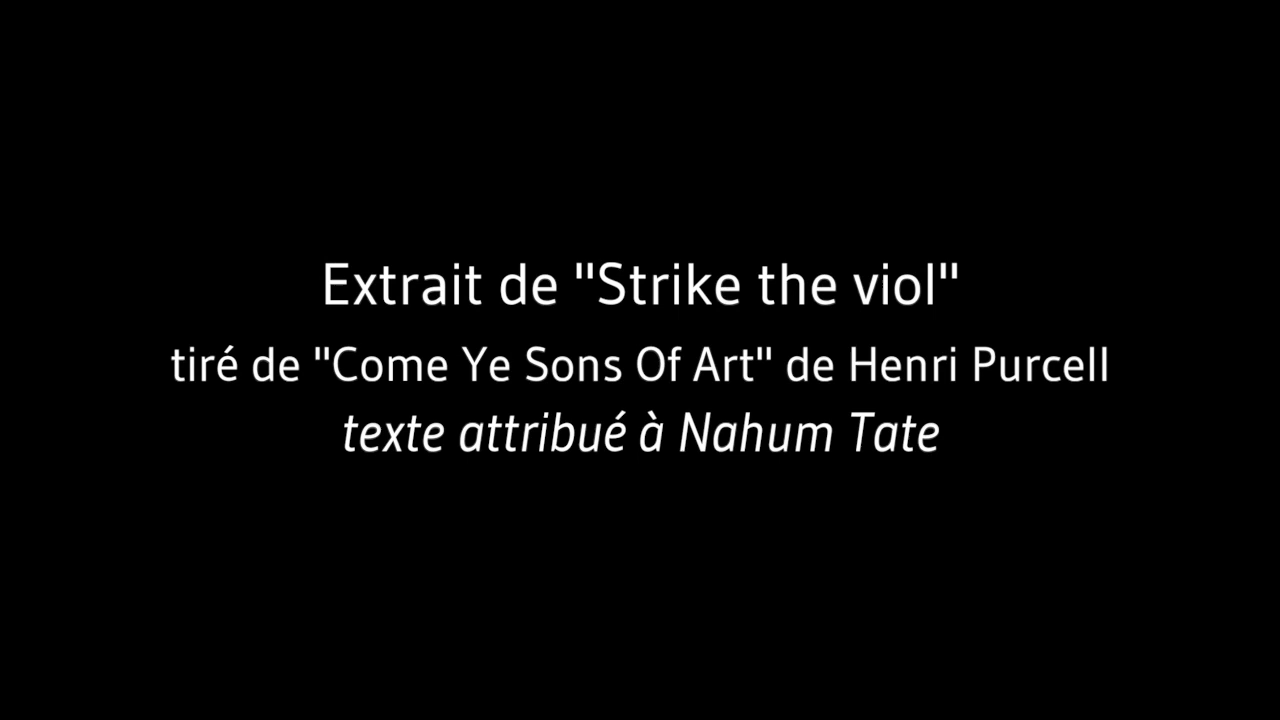 Extrait de "Strike the viol"
tiré de "Come Ye Sons Of Art" de Henri Purcell
texte attribué à Nahum Tate